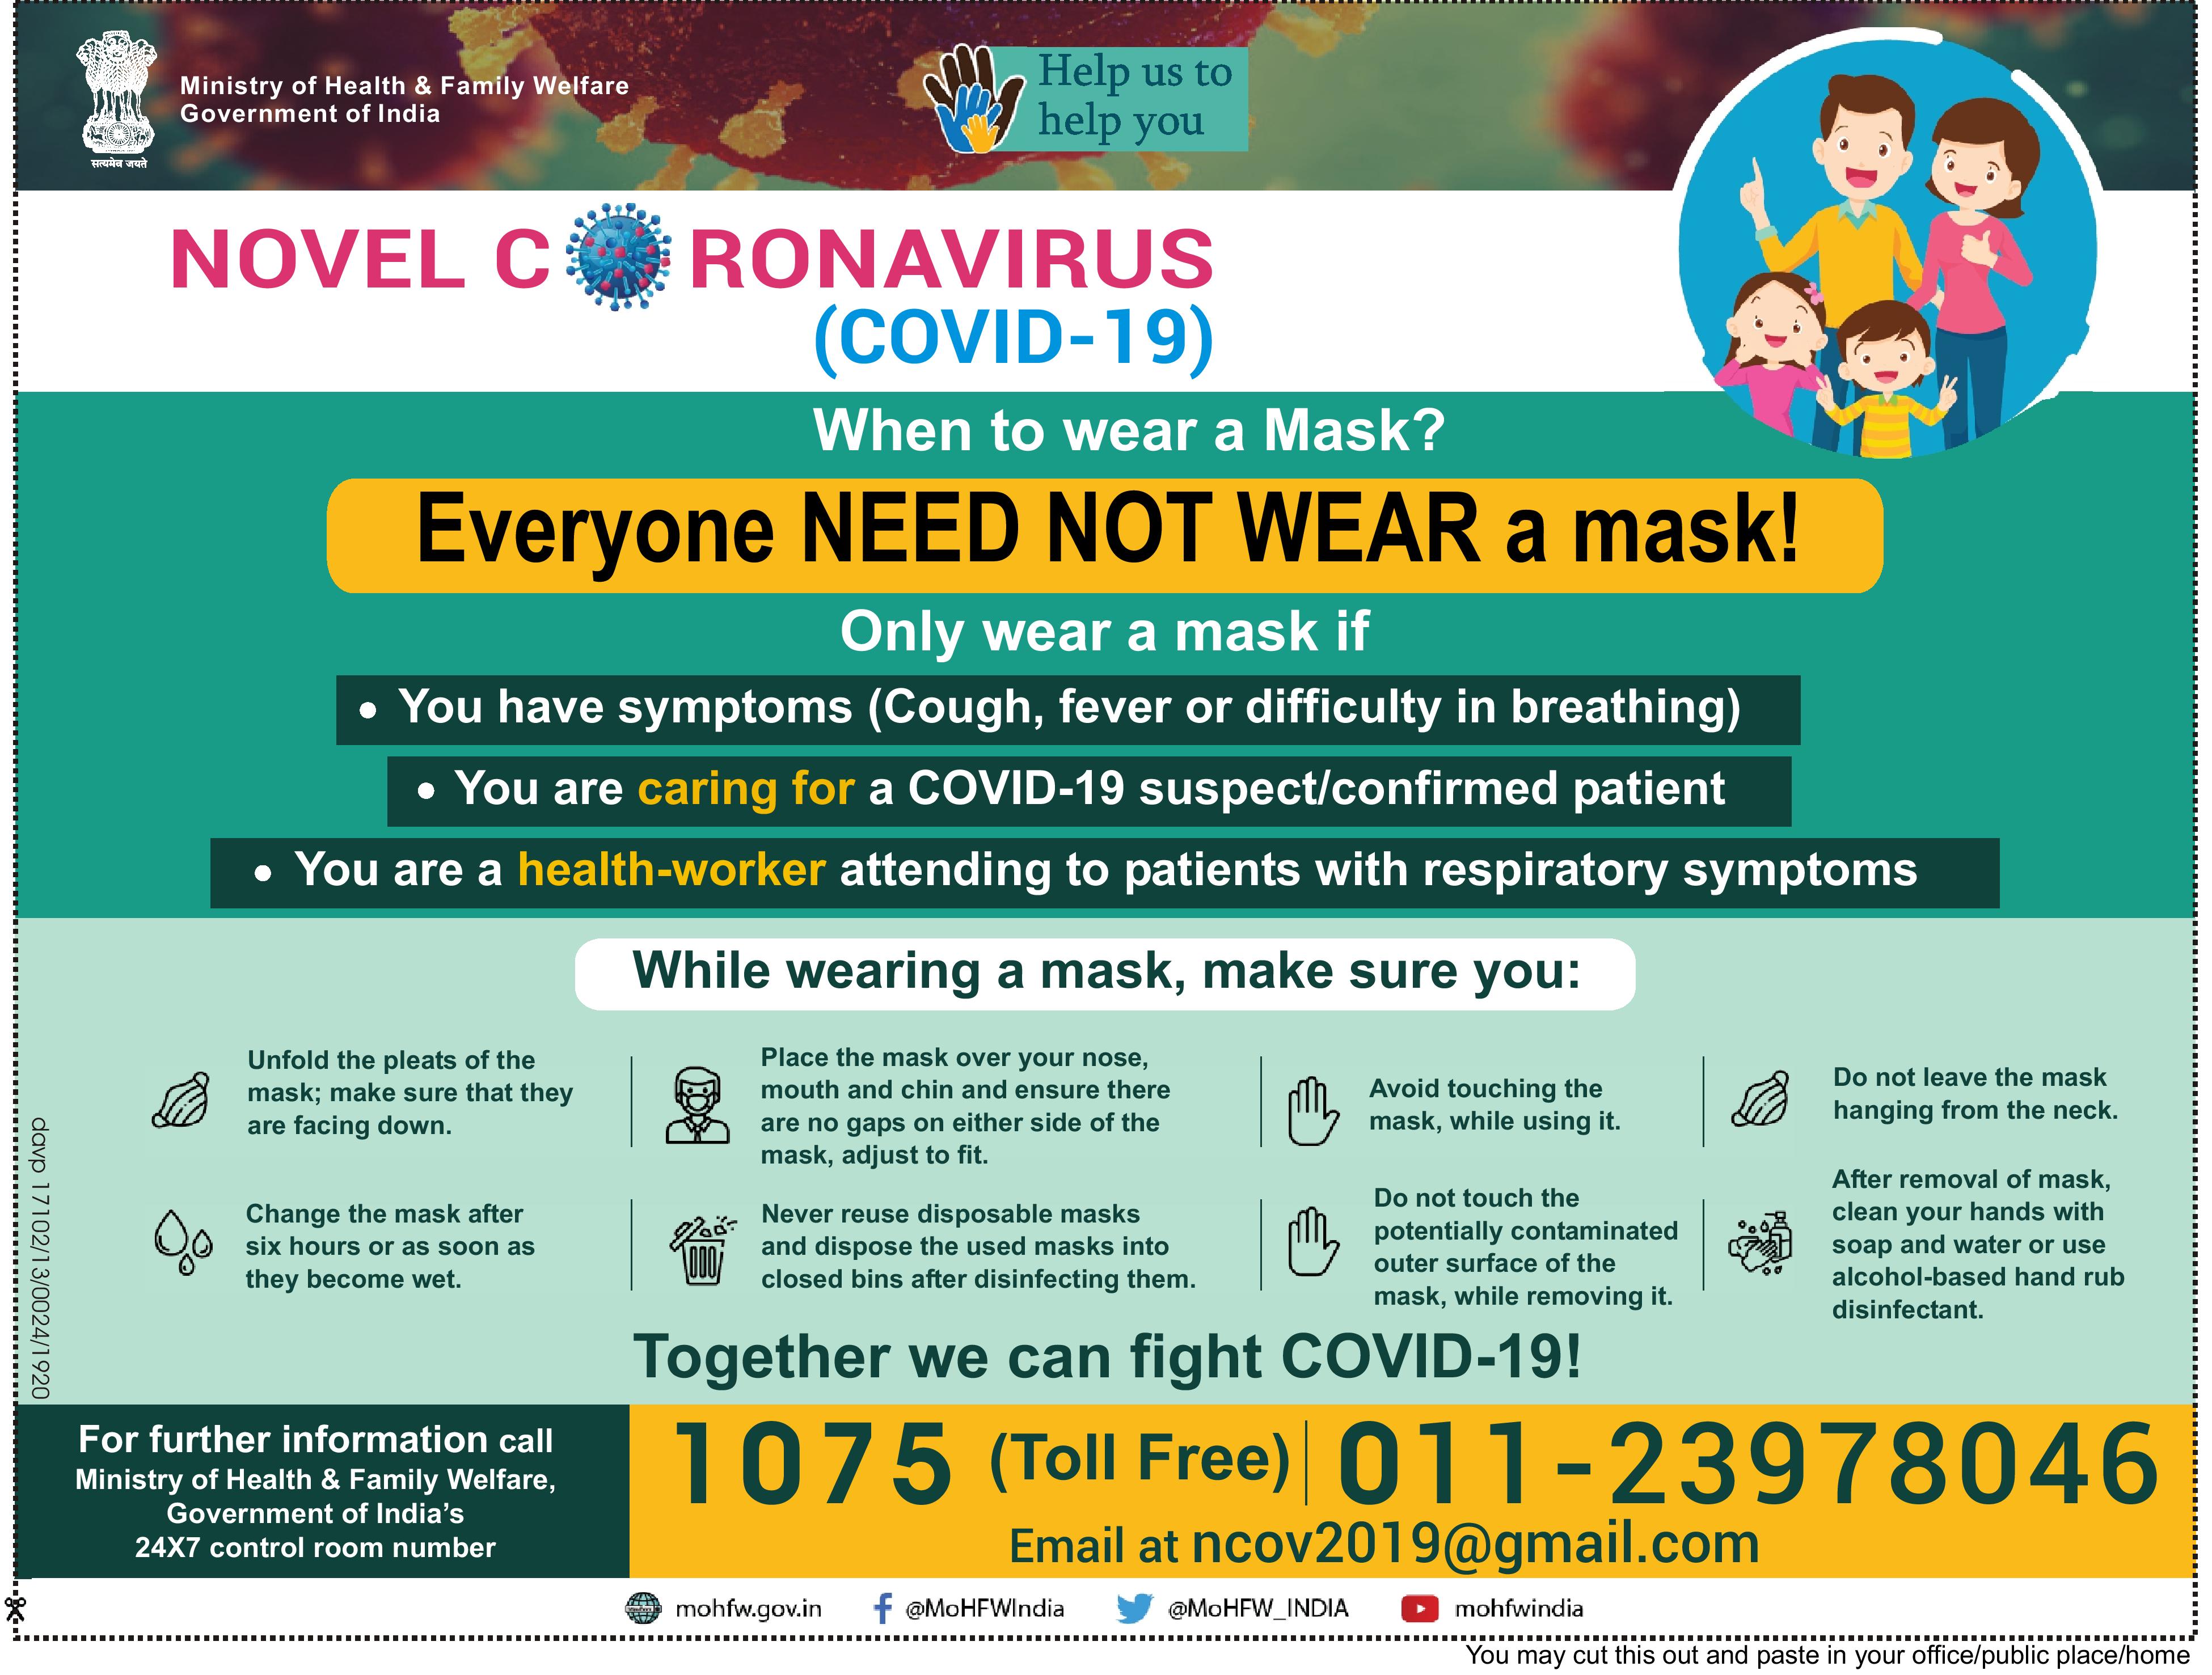 Ministry of Health & Family Welfare
Government of India
सत्यमेव जयते
Help us to
help you
NOVEL CORONAVIRUS
(COVID-19)
When to wear a Mask?
Everyone NEED NOT WEAR a mask!
Only wear a mask if
• You have symptoms (Cough, fever or difficulty in breathing)
• You are caring for a COVID-19 suspect/confirmed patient
• You are a health-worker attending to patients with respiratory symptoms
While wearing a mask, make sure you:
Unfold the pleats of the
mask; make sure that they
are facing down.
Place the mask over your nose,
mouth and chin and ensure there
are no gaps on either side of the
mask, adjust to fit.
Avoid touching the
mask, while using it.
Do not leave the mask
hanging from the neck.
Change the mask after
six hours or as soon as
they become wet.
Never reuse disposable masks
and dispose the used masks into
closed bins after disinfecting them.
Do not touch the
potentially contaminated
outer surface of the
mask, while removing it.
After removal of mask,
clean your hands with
soap and water or use
alcohol-based hand rub
disinfectant.
davp 17102/13/0024/1920
Together we can fight COVID-19!
For further information call
Ministry of Health & Family Welfare,
Government of India's
24X7 control room number
1075 (Toll Free) 011-23978046
Email at ncov2019@gmail.com
mohfw.gov.in @MoHFWIndia @MoHFW_INDIA mohfwindia
You may cut this out and paste in your office/public place/home